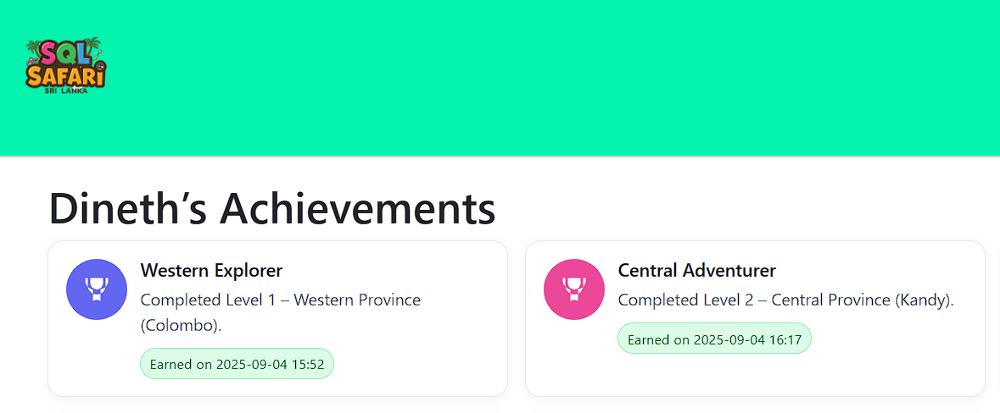 SQL
SAFARI
SRI LANKA
Dineth’s Achievements
Western Explorer
Completed Level 1 – Western Province
(Colombo).
Earned on 2025-09-04 15:52
Central Adventurer
Completed Level 2 – Central Province (Kandy).
Earned on 2025-09-04 16:17